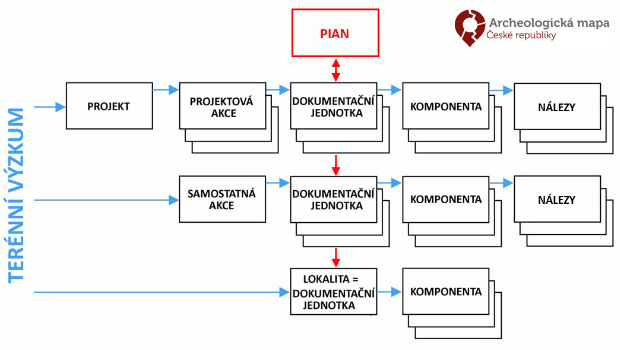 PIAN
Archeologická mapa
České republiky
TERÉNNÍ VÝZKUM
PROJEKT
PROJEKTOVÁ
AKCE
DOKUMENTAČNÍ
JEDNOTKA
KOMPONENTA
NÁLEZY
SAMOSTATNÁ
AKCE
DOKUMENTAČNÍ
JEDNOTKA
KOMPONENTA
NÁLEZY
LOKALITA =
DOKUMENTAČNÍ
JEDNOTKA
KOMPONENTA